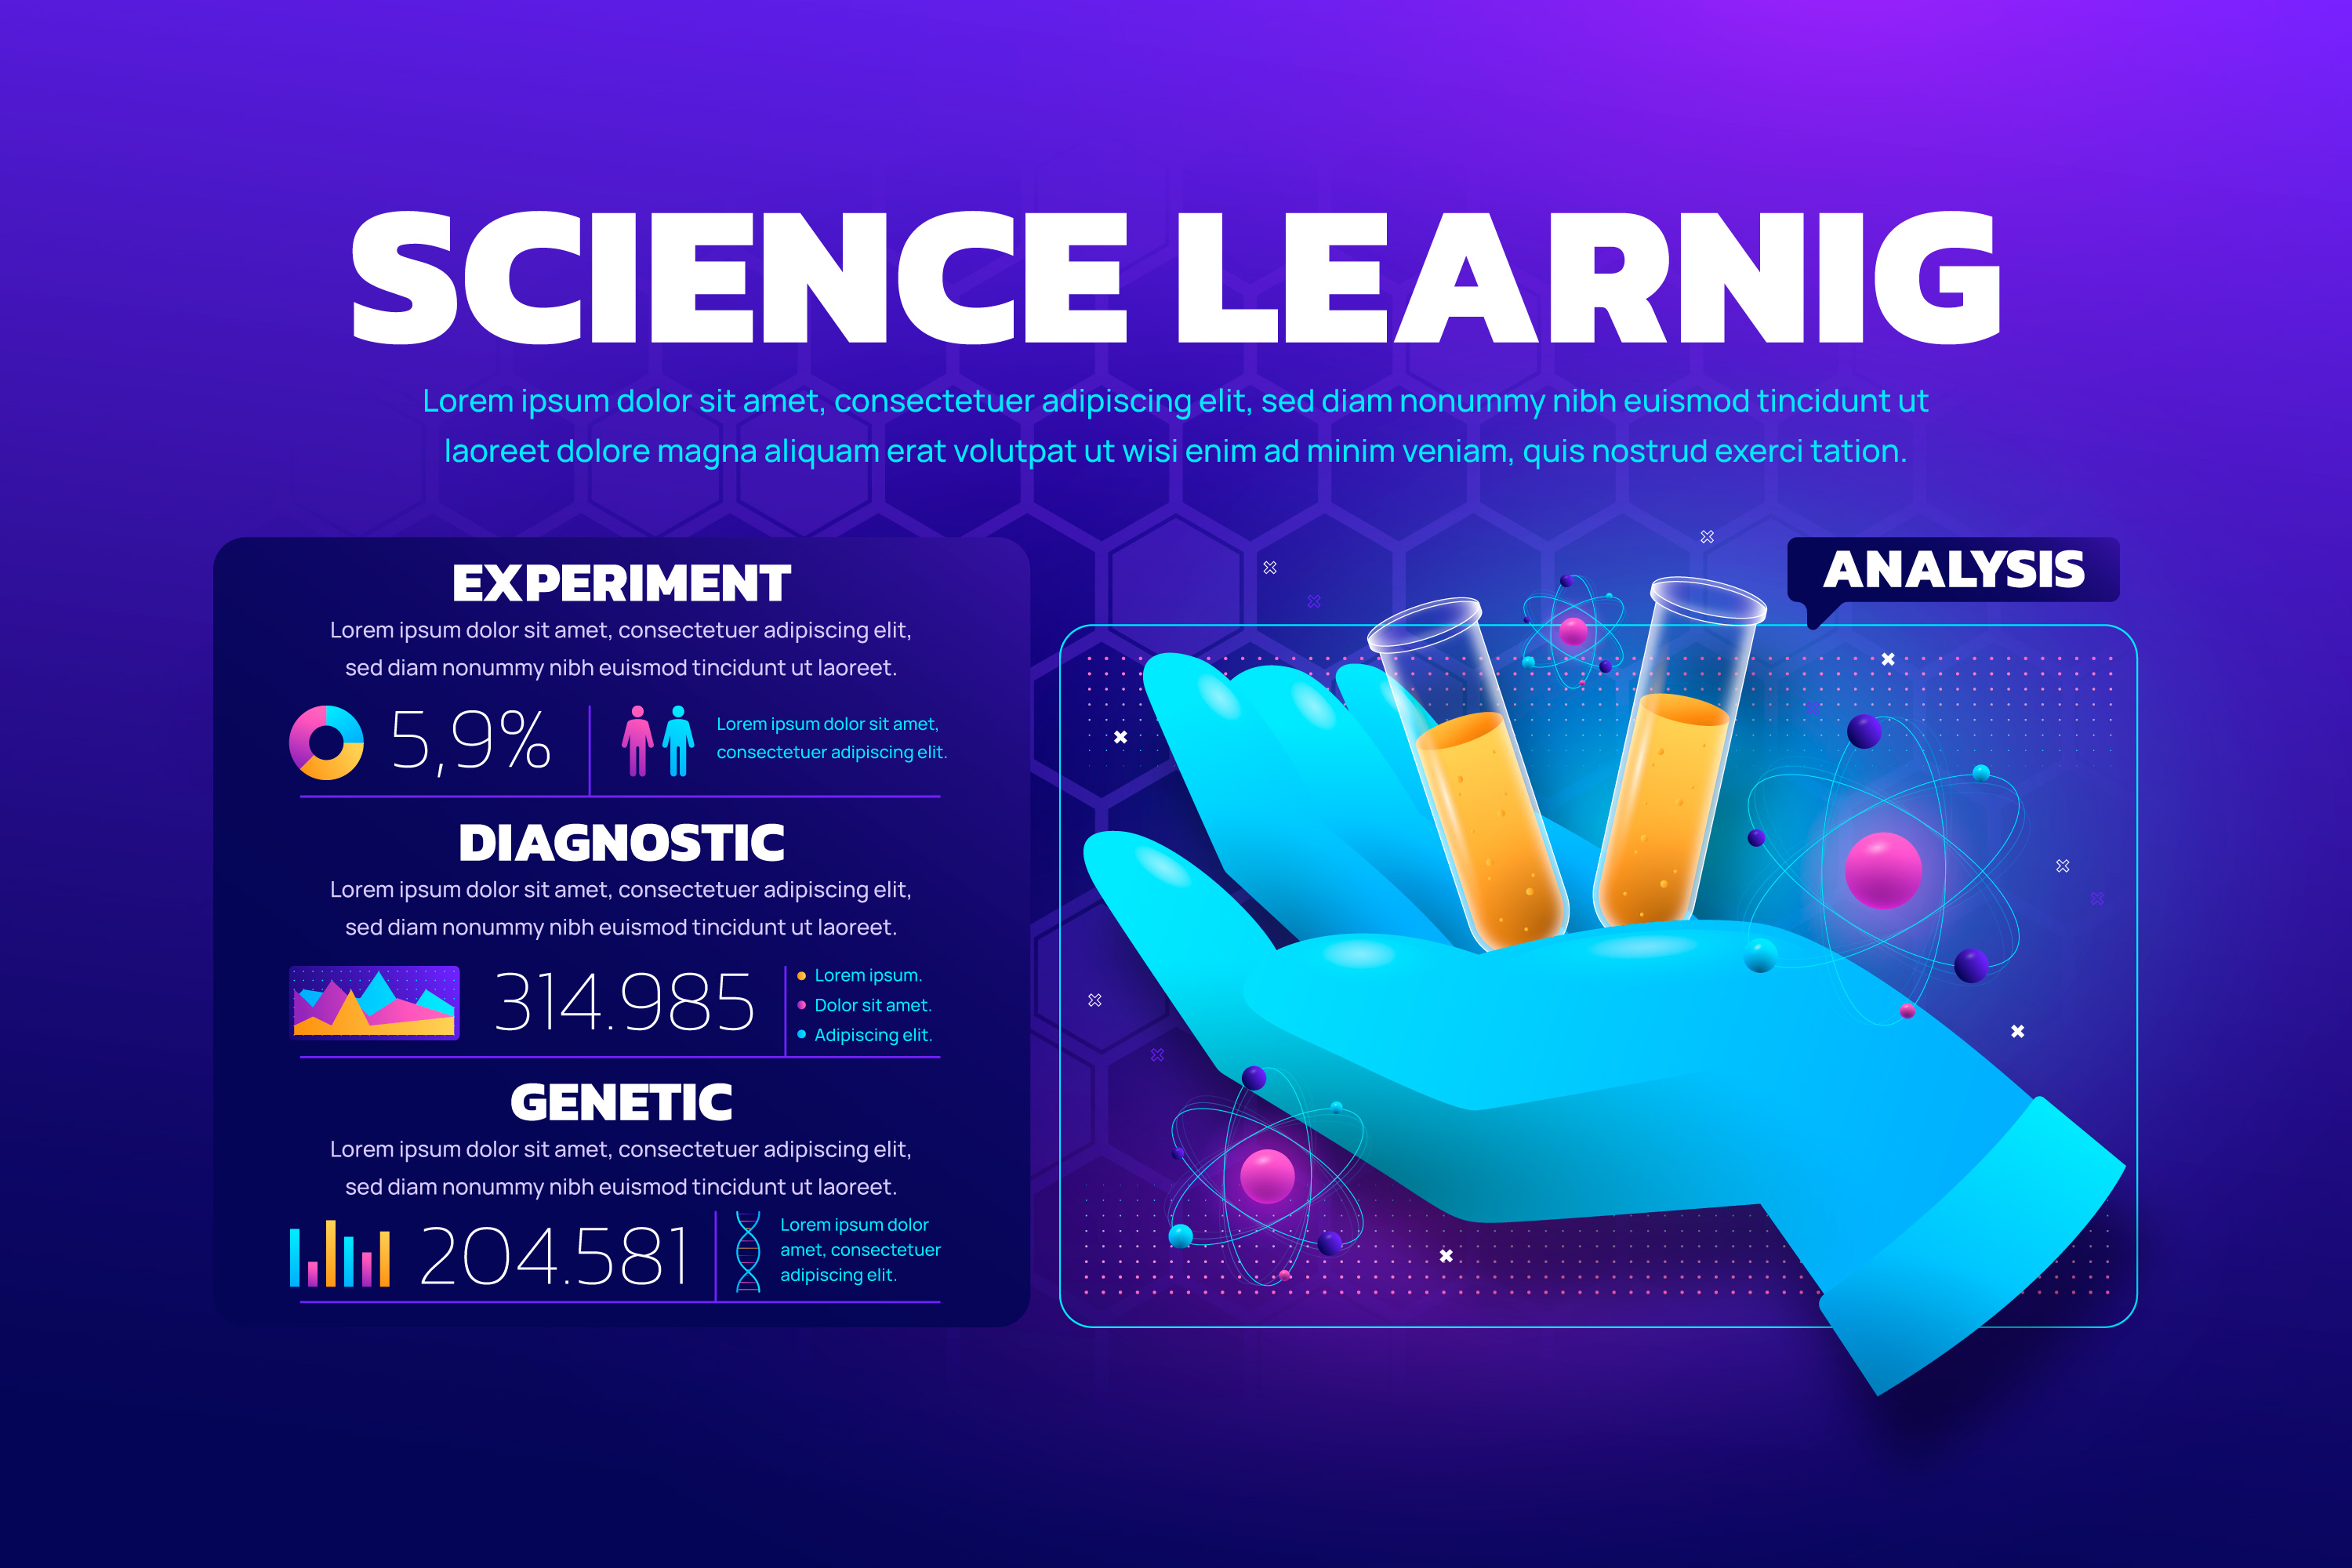 SCIENCE LEARNIG
Lorem ipsum dolor sit amet, consectetuer adipiscing elit, sed diam nonummy nibh euismod tincidunt ut
laoreet dolore magna aliquam erat volutpat ut wisi enim ad minim veniam, quis nostrud exerci tation.
EXPERIMENT
Lorem ipsum dolor sit amet, consectetuer adipiscing elit,
sed diam nonummy nibh euismod tincidunt ut laoreet.
5,9%
Lorem ipsum dolor sit amet,
consectetuer adipiscing elit.
DIAGNOSTIC
Lorem ipsum dolor sit amet, consectetuer adipiscing elit,
sed diam nonummy nibh euismod tincidunt ut laoreet.
314.985
Lorem ipsum.
Dolor sit amet.
Adipiscing elit.
GENETIC
Lorem ipsum dolor sit amet, consectetuer adipiscing elit,
sed diam nonummy nibh euismod tincidunt ut laoreet.
204.581
Lorem ipsum dolor
amet, consectetuer
adipiscing elit.
ANALYSIS